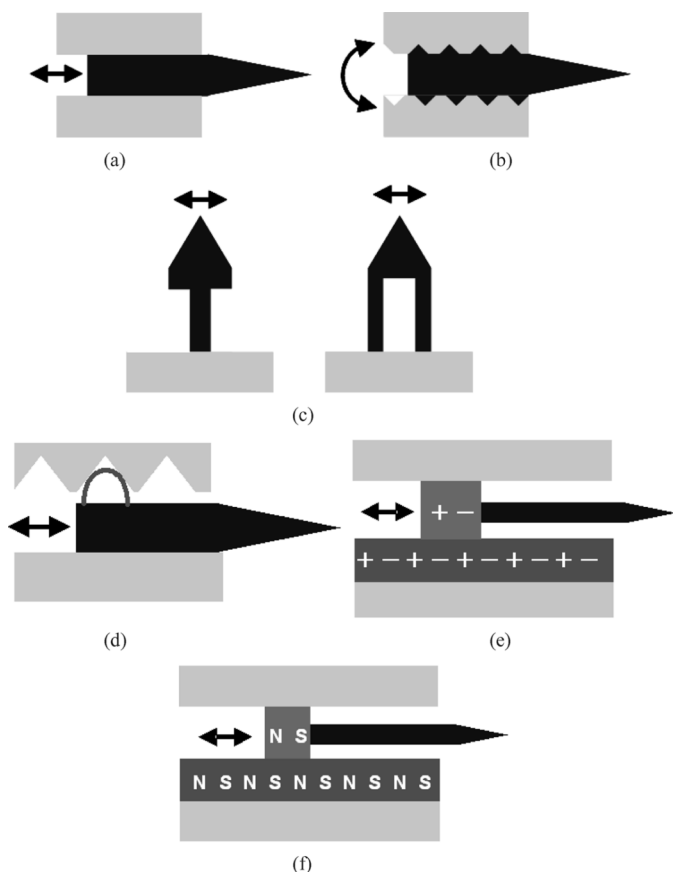 (a)
(b)
(c)
+ −
+ − + − + − + − + −
(d)
(e)
N S
N S N S N S N S N S
(f)